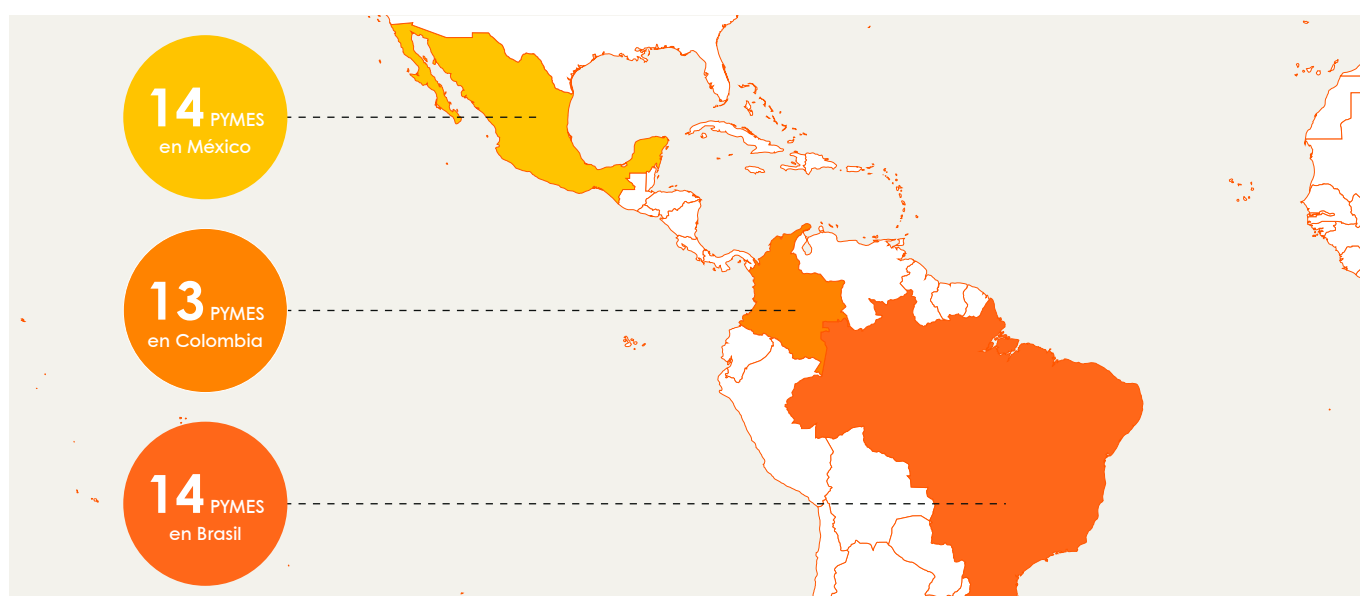 14 PYMES
en México
13 PYMES
en Colombia
14 PYMES
en Brasil